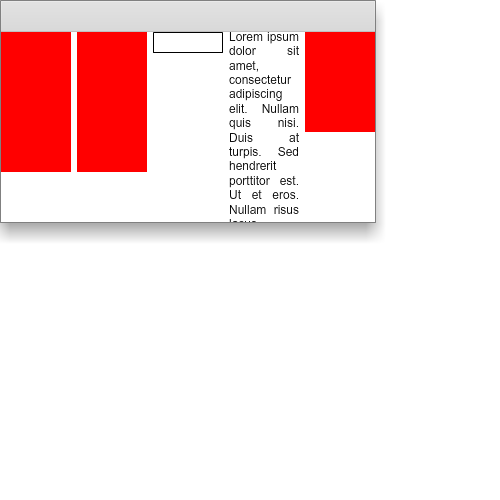 Lorem ipsum
dolor sit
amet,
consectetur
adipiscing
elit. Nullam
quis nisi.
Duis at
turpis. Sed
hendrerit
porttitor est.
Ut et eros.
Nullam risus